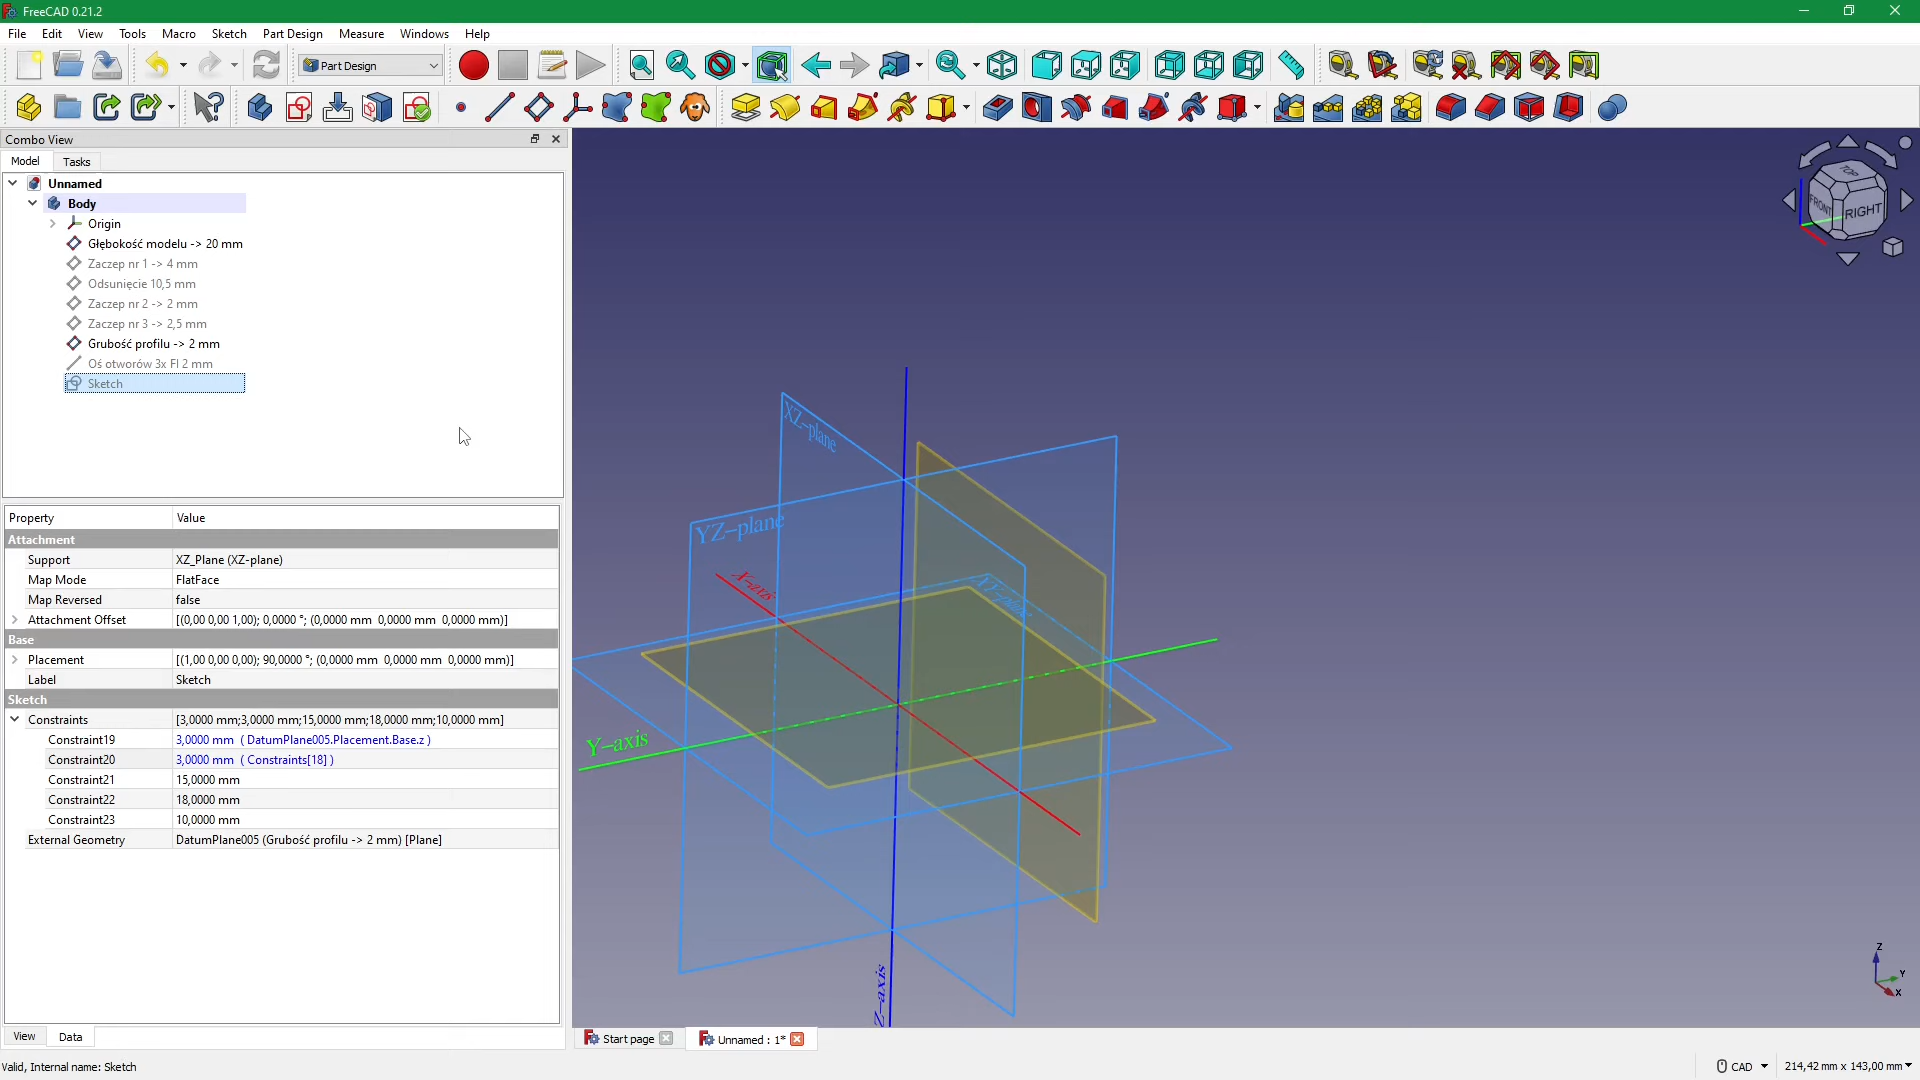 FreeCAD 0.21.2
File Edit View Tools Macro Sketch Part Design Measure Windows Help
Part Design
Combo View
Model Tasks
Unnamed
Body
Origin
Głębokość modelu -> 20 mm
Zaczep nr 1 -> 4 mm
Odsunięcie 10,5 mm
Zaczep nr 2 -> 2 mm
Zaczep nr 3 -> 2,5 mm
Grubość profilu -> 2 mm
Oś otworów 3x FI 2 mm
Sketch
Property Value
Attachment
Support XZ_Plane (XZ-plane)
Map Mode FlatFace
Map Reversed false
Attachment Offset [(0,00 0,00 1,00); 0,0000 °; (0,0000 mm 0,0000 mm 0,0000 mm)]
Base
Placement [(1,00 0,00 0,00); 90,0000 °; (0,0000 mm 0,0000 mm 0,0000 mm)]
Label Sketch
Sketch
Constraints [3,0000 mm;3,0000 mm;15,0000 mm;18,0000 mm;10,0000 mm]
Constraint19 3,0000 mm ( DatumPlane005.Placement.Base.z )
Constraint20 3,0000 mm ( Constraints[18] )
Constraint21 15,0000 mm
Constraint22 18,0000 mm
Constraint23 10,0000 mm
External Geometry DatumPlane005 (Grubość profilu -> 2 mm) [Plane]
View Data
XZ-plane
YZ-plane
X-axis
XY-plane
Y-axis
Z-axis
TOP
FRONT
RIGHT
Z
Y
X
Start page
Unnamed : 1*
Valid, Internal name: Sketch
CAD
214,42 mm x 143,00 mm